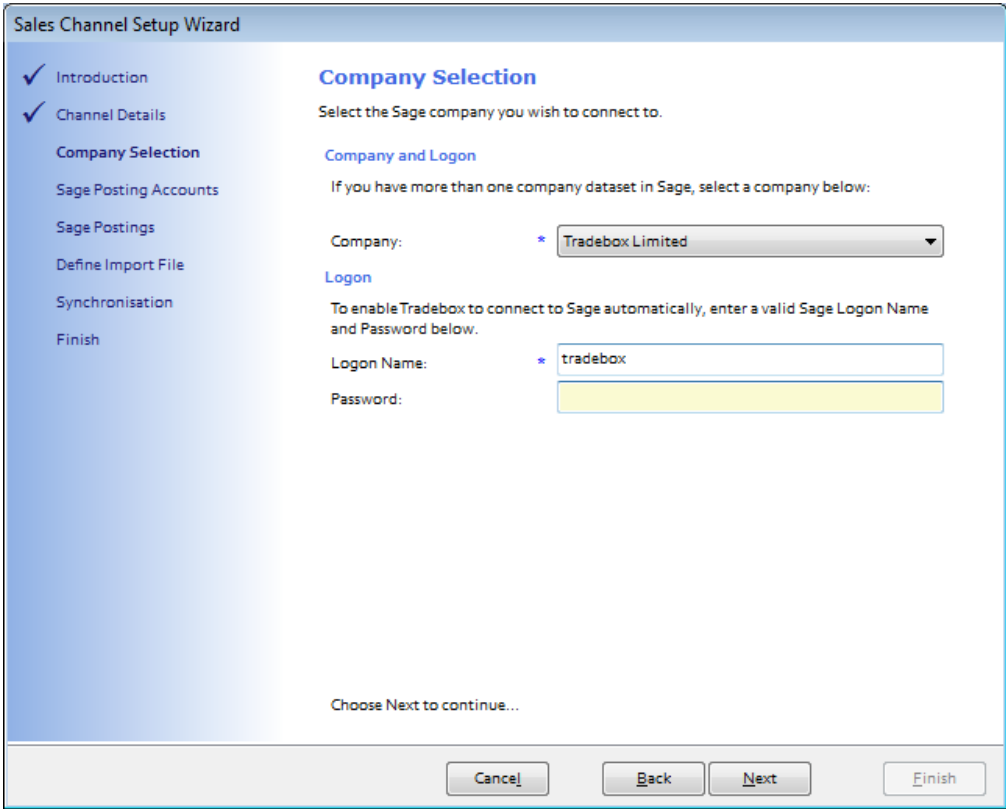 Sales Channel Setup Wizard
Introduction
Channel Details
Company Selection
Sage Posting Accounts
Sage Postings
Define Import File
Synchronisation
Finish
Company Selection
Select the Sage company you wish to connect to.
Company and Logon
If you have more than one company dataset in Sage, select a company below:
Company: * Tradebox Limited
Logon
To enable Tradebox to connect to Sage automatically, enter a valid Sage Logon Name
and Password below.
Logon Name: * tradebox
Password:
Choose Next to continue...
Cancel Back Next Finish